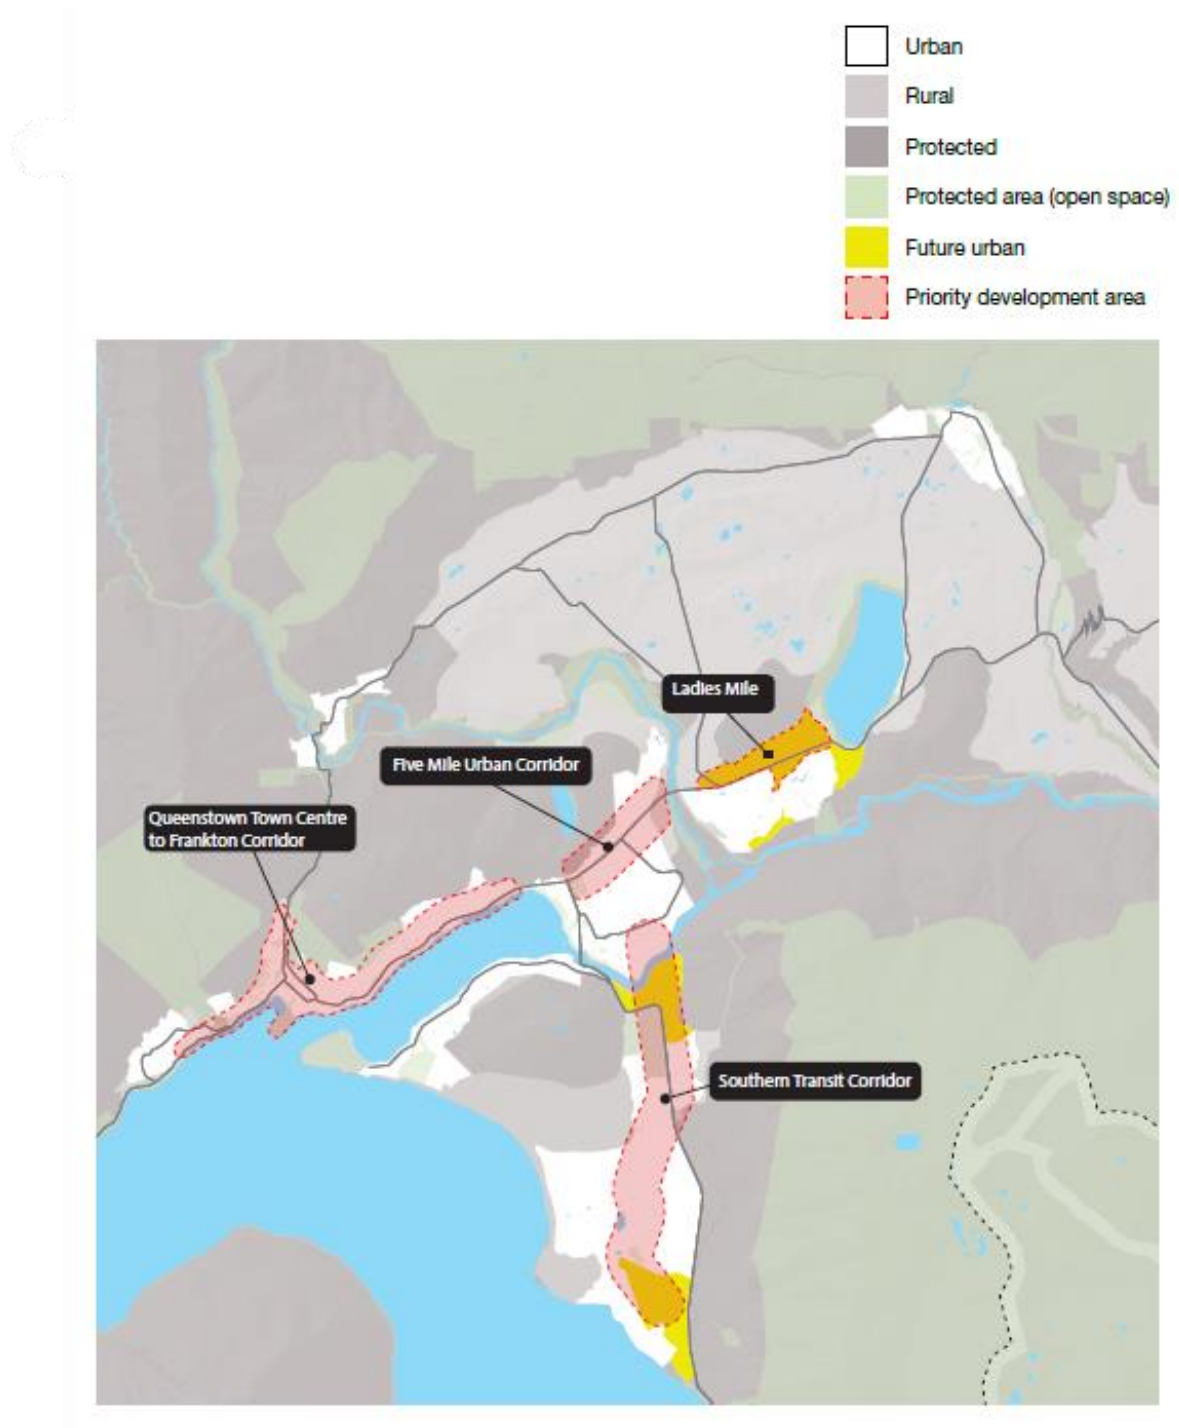 Urban
Rural
Protected
Protected area (open space)
Future urban
Priority development area
Ladies Mile
Five Mile Urban Corridor
Queenstown Town Centre
to Frankton Corridor
Southern Transit Corridor